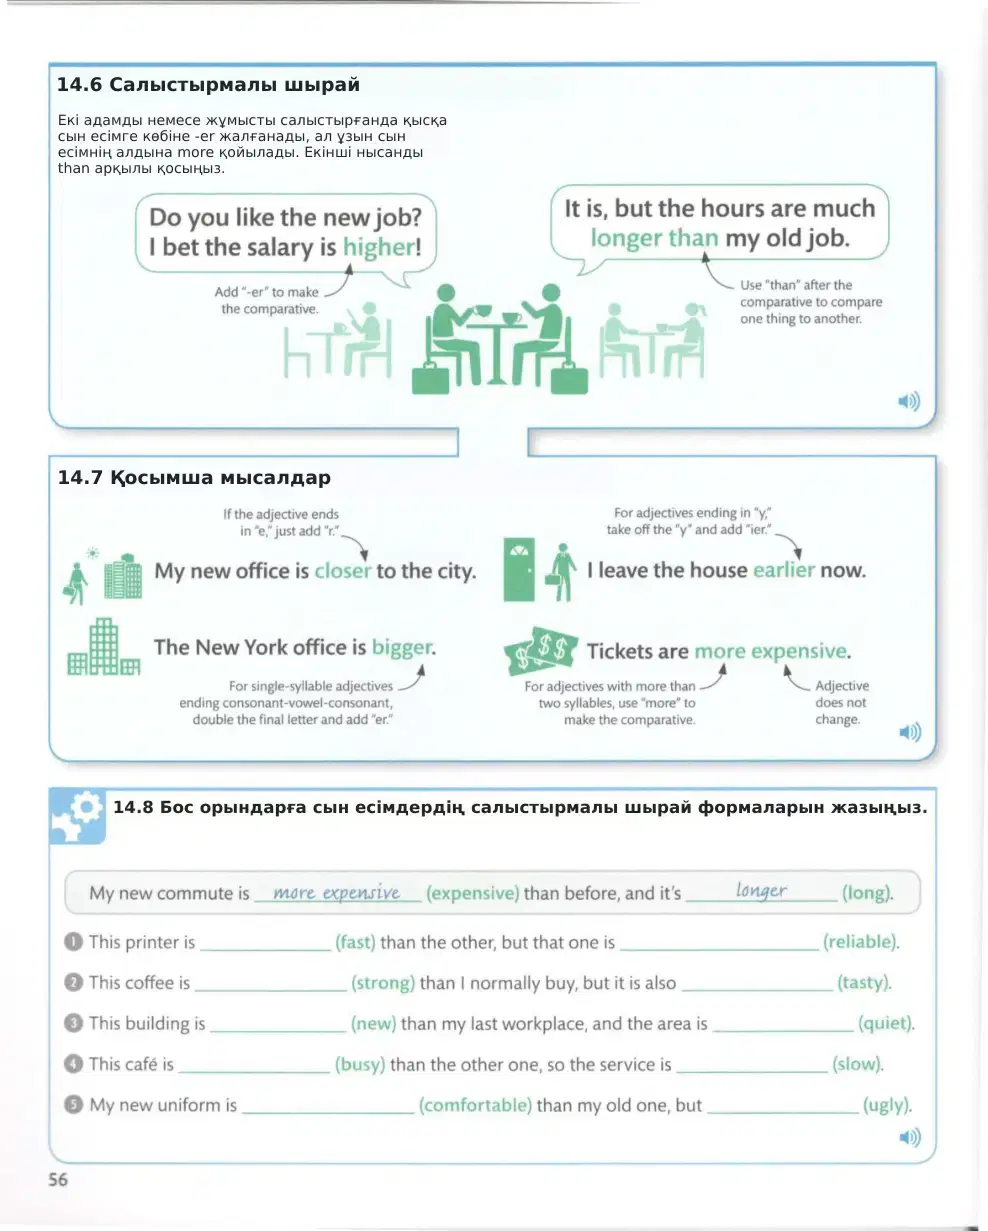 14.6 Салыстырмалы шырай
Екі адамды немесе жұмысты салыстырғанда қысқа
сын есімге көбіне -er жалғанады, ал ұзын сын
есімнің алдына more қойылады. Екінші нысанды
than арқылы қосыңыз.
Do you like the new job?
I bet the salary is higher!
It is, but the hours are much
longer than my old job.
Add "-er" to make
the comparative.
Use "than" after the
comparative to compare
one thing to another.
14.7 Қосымша мысалдар
If the adjective ends
in "e," just add "r."
My new office is closer to the city.
For adjectives ending in "y,"
take off the "y" and add "ier."
I leave the house earlier now.
The New York office is bigger.
For single-syllable adjectives
ending consonant-vowel-consonant,
double the final letter and add "er."
$ $ $
Tickets are more expensive.
For adjectives with more than
two syllables, use "more" to
make the comparative.
Adjective
does not
change.
14.8 Бос орындарға сын есімдердің салыстырмалы шырай формаларын жазыңыз.
My new commute is more expensive (expensive) than before, and it's longer (long).
1 This printer is ____________ (fast) than the other, but that one is ____________ (reliable).
2 This coffee is ____________ (strong) than I normally buy, but it is also ____________ (tasty).
3 This building is ____________ (new) than my last workplace, and the area is ____________ (quiet).
4 This café is ____________ (busy) than the other one, so the service is ____________ (slow).
5 My new uniform is ____________ (comfortable) than my old one, but ____________ (ugly).
56